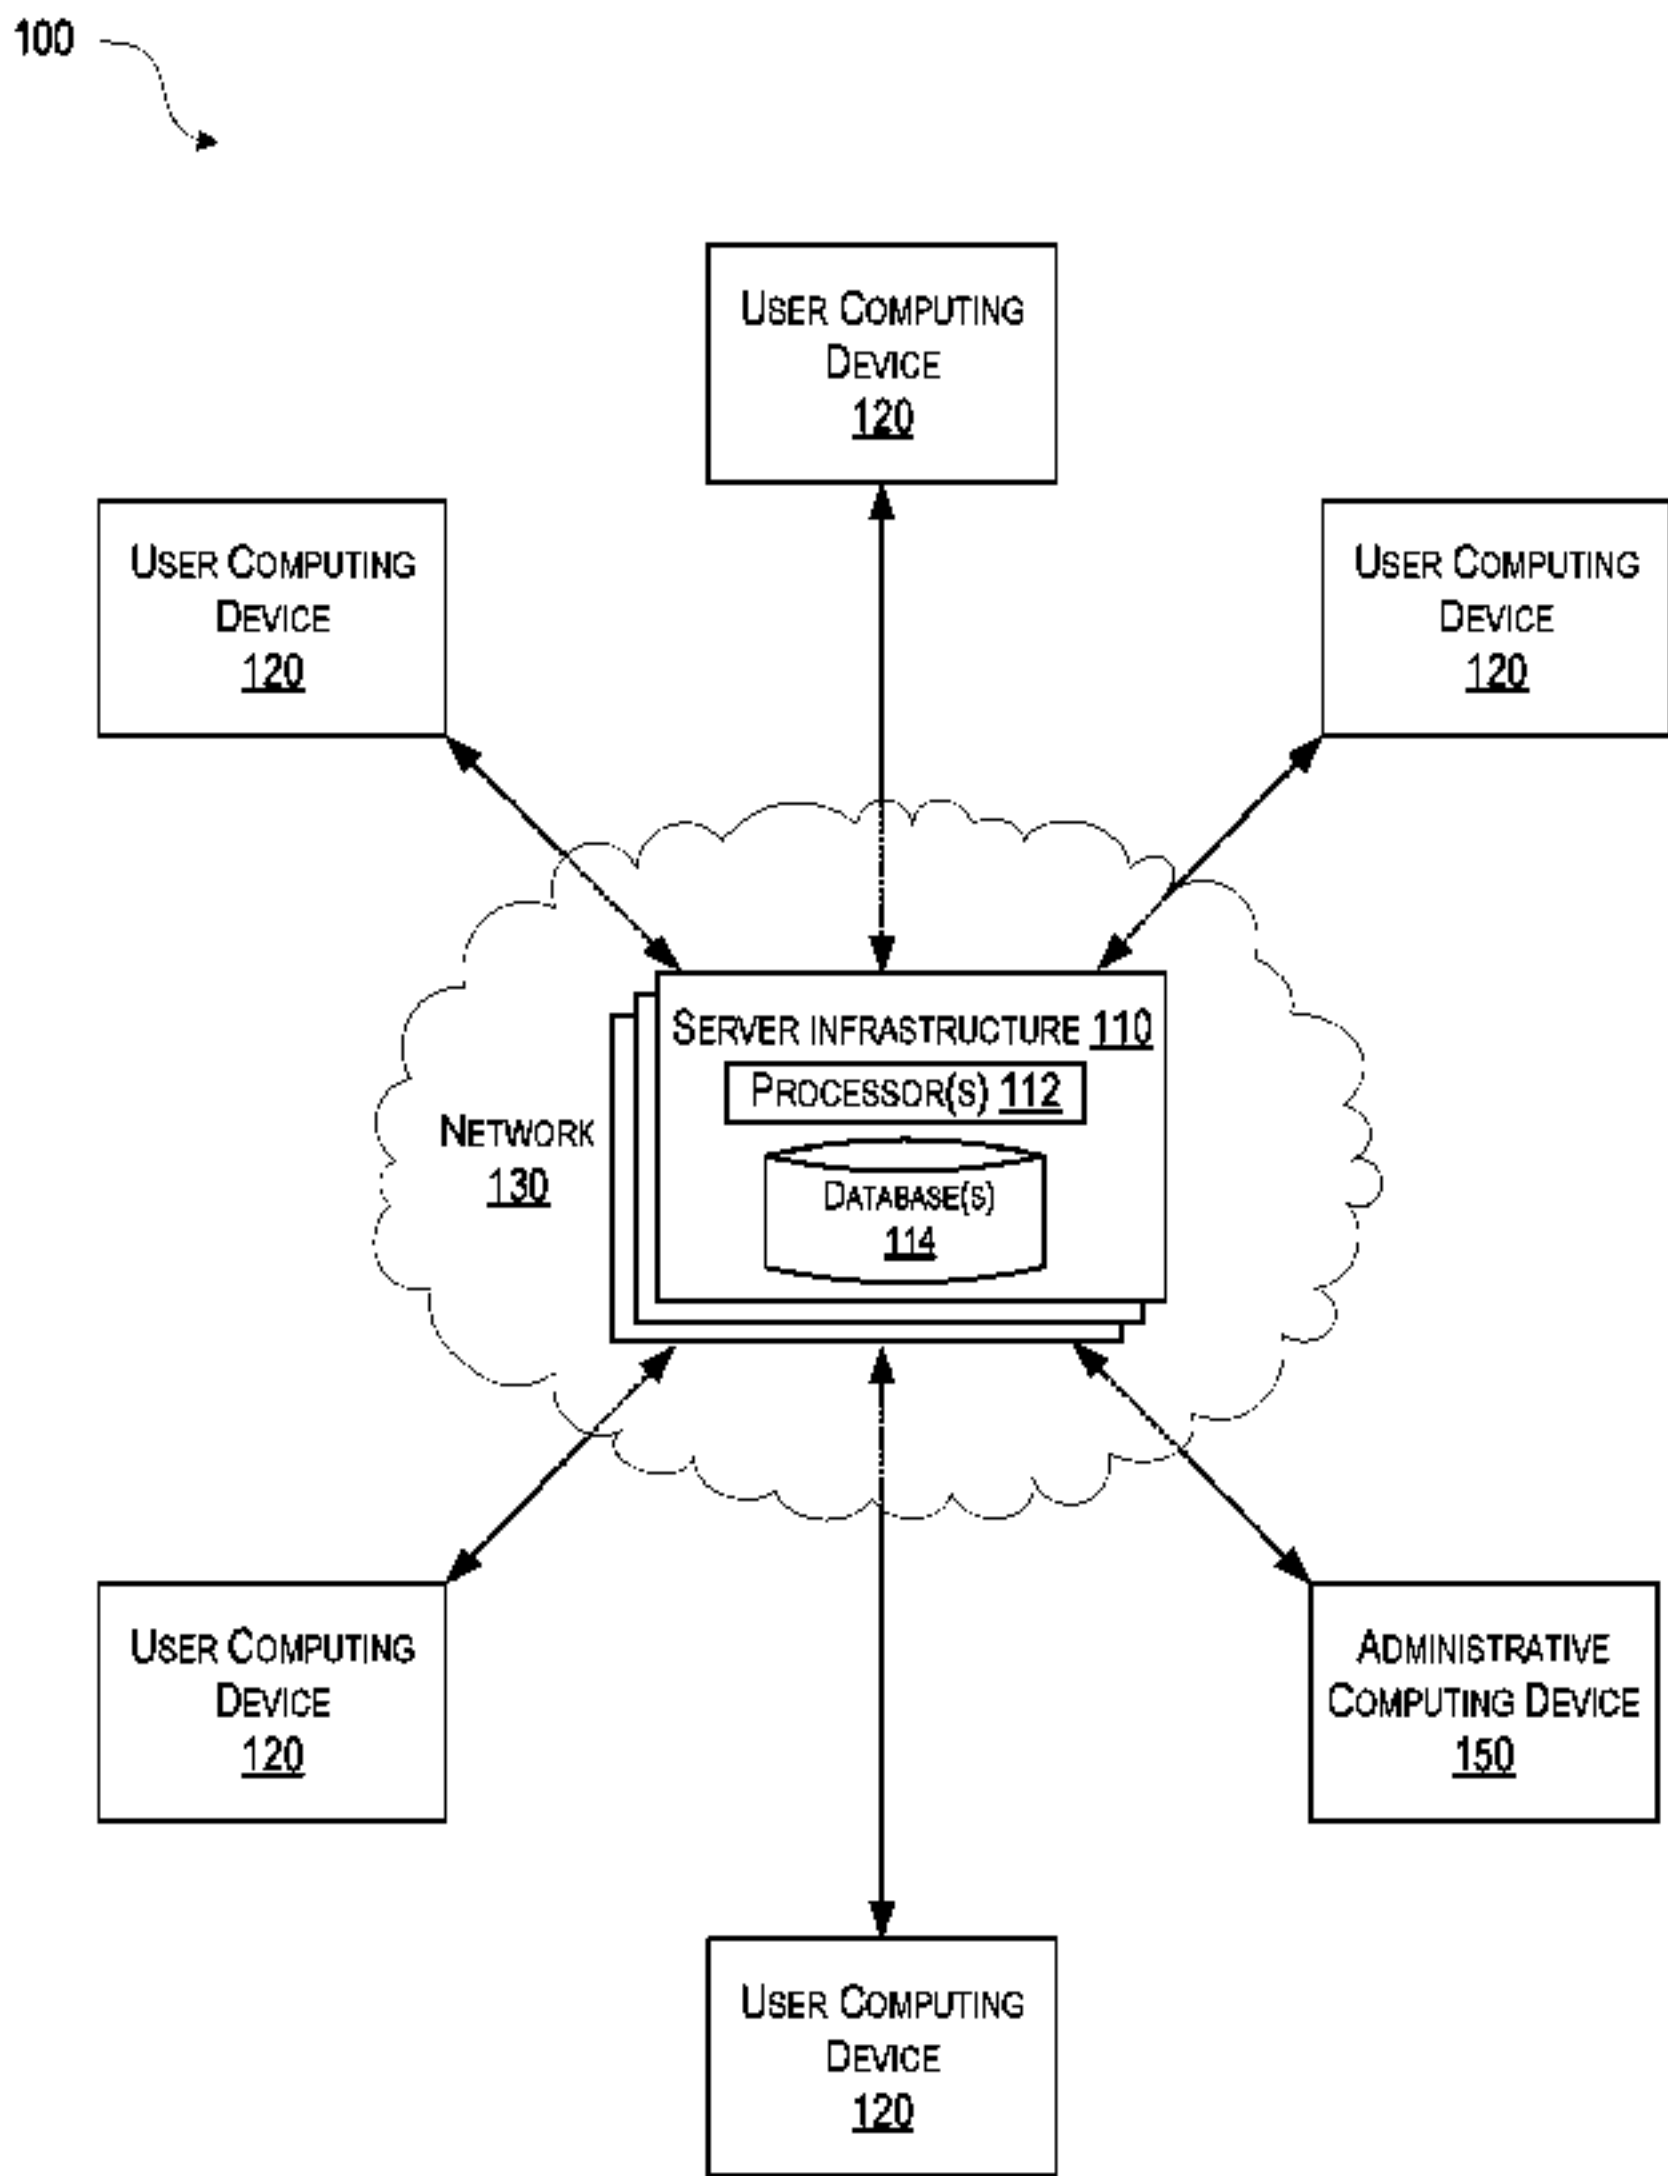 100
USER COMPUTING
DEVICE
120
USER COMPUTING
DEVICE
120
USER COMPUTING
DEVICE
120
SERVER INFRASTRUCTURE 110
PROCESSOR(S) 112
NETWORK
130
DATABASE(S)
114
USER COMPUTING
DEVICE
120
ADMINISTRATIVE
COMPUTING DEVICE
150
USER COMPUTING
DEVICE
120